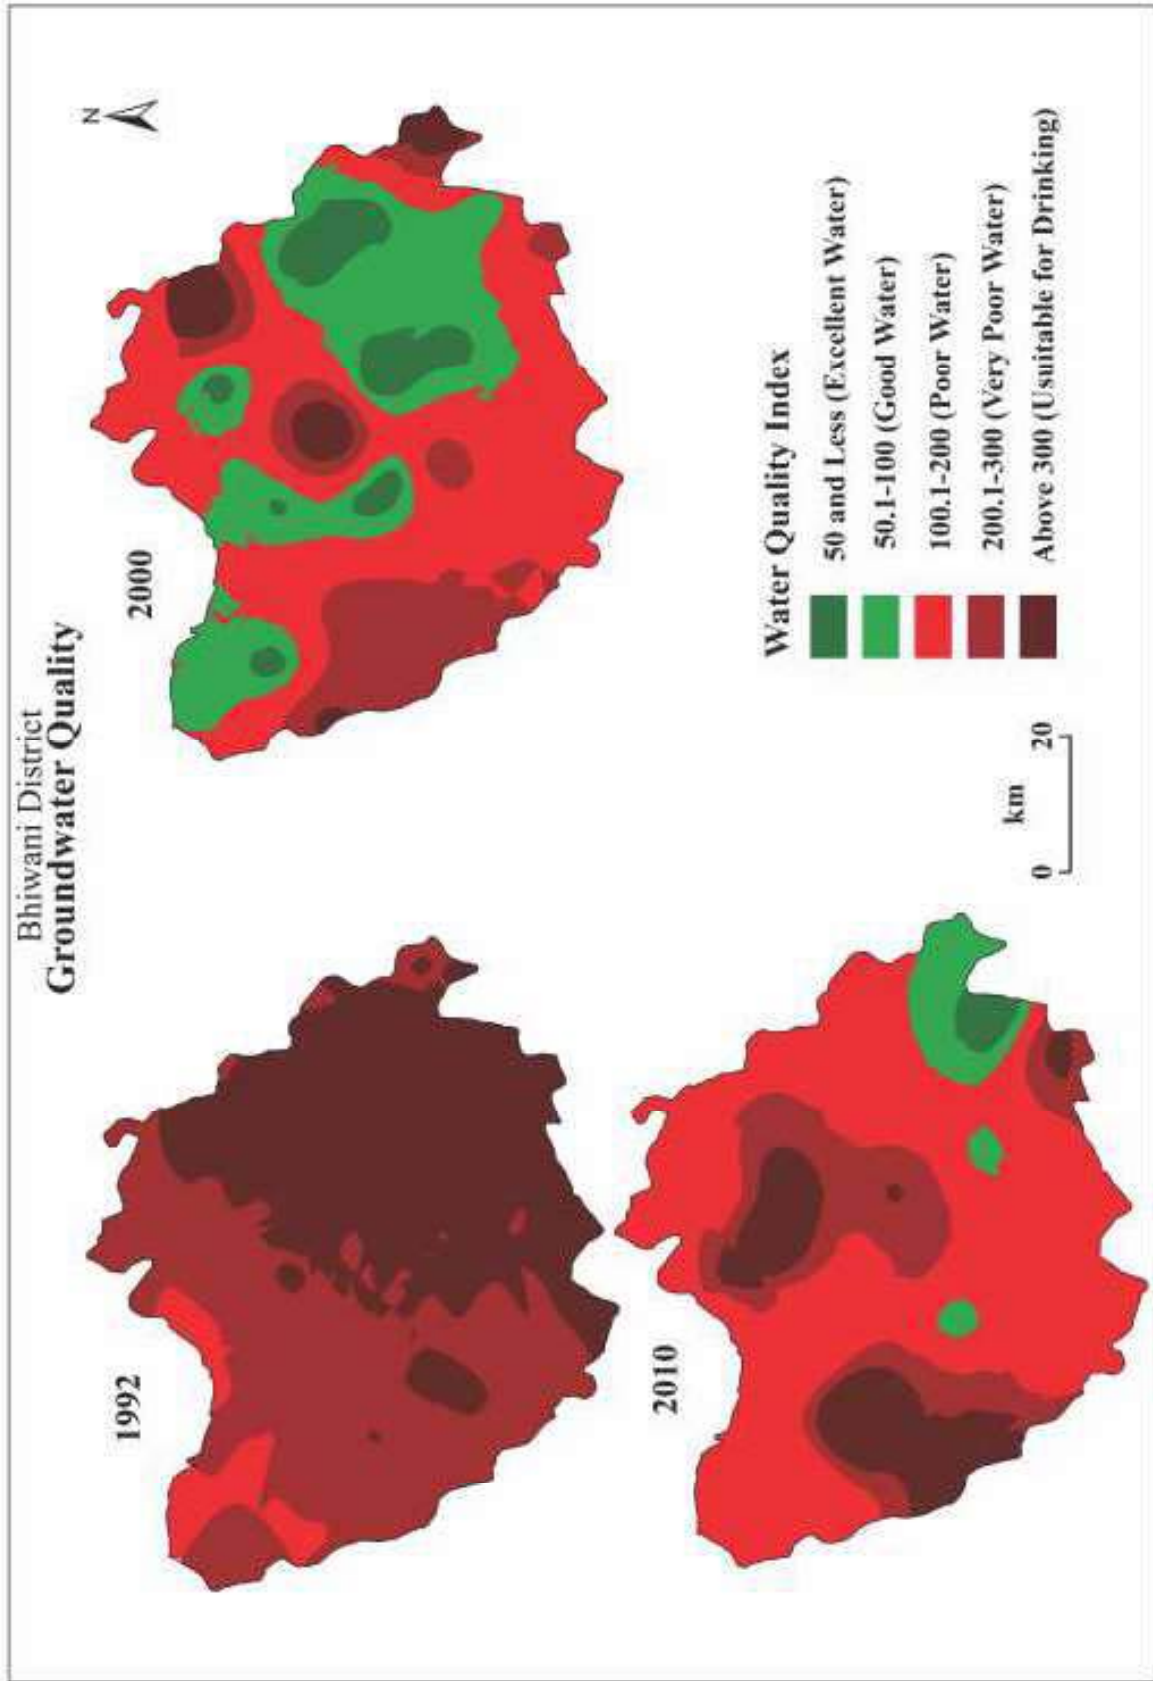 Bhiwani District
Groundwater Quality
N
1992
2000
2010
Water Quality Index
50 and Less (Excellent Water)
50.1-100 (Good Water)
100.1-200 (Poor Water)
200.1-300 (Very Poor Water)
Above 300 (Usuitable for Drinking)
km
0 20